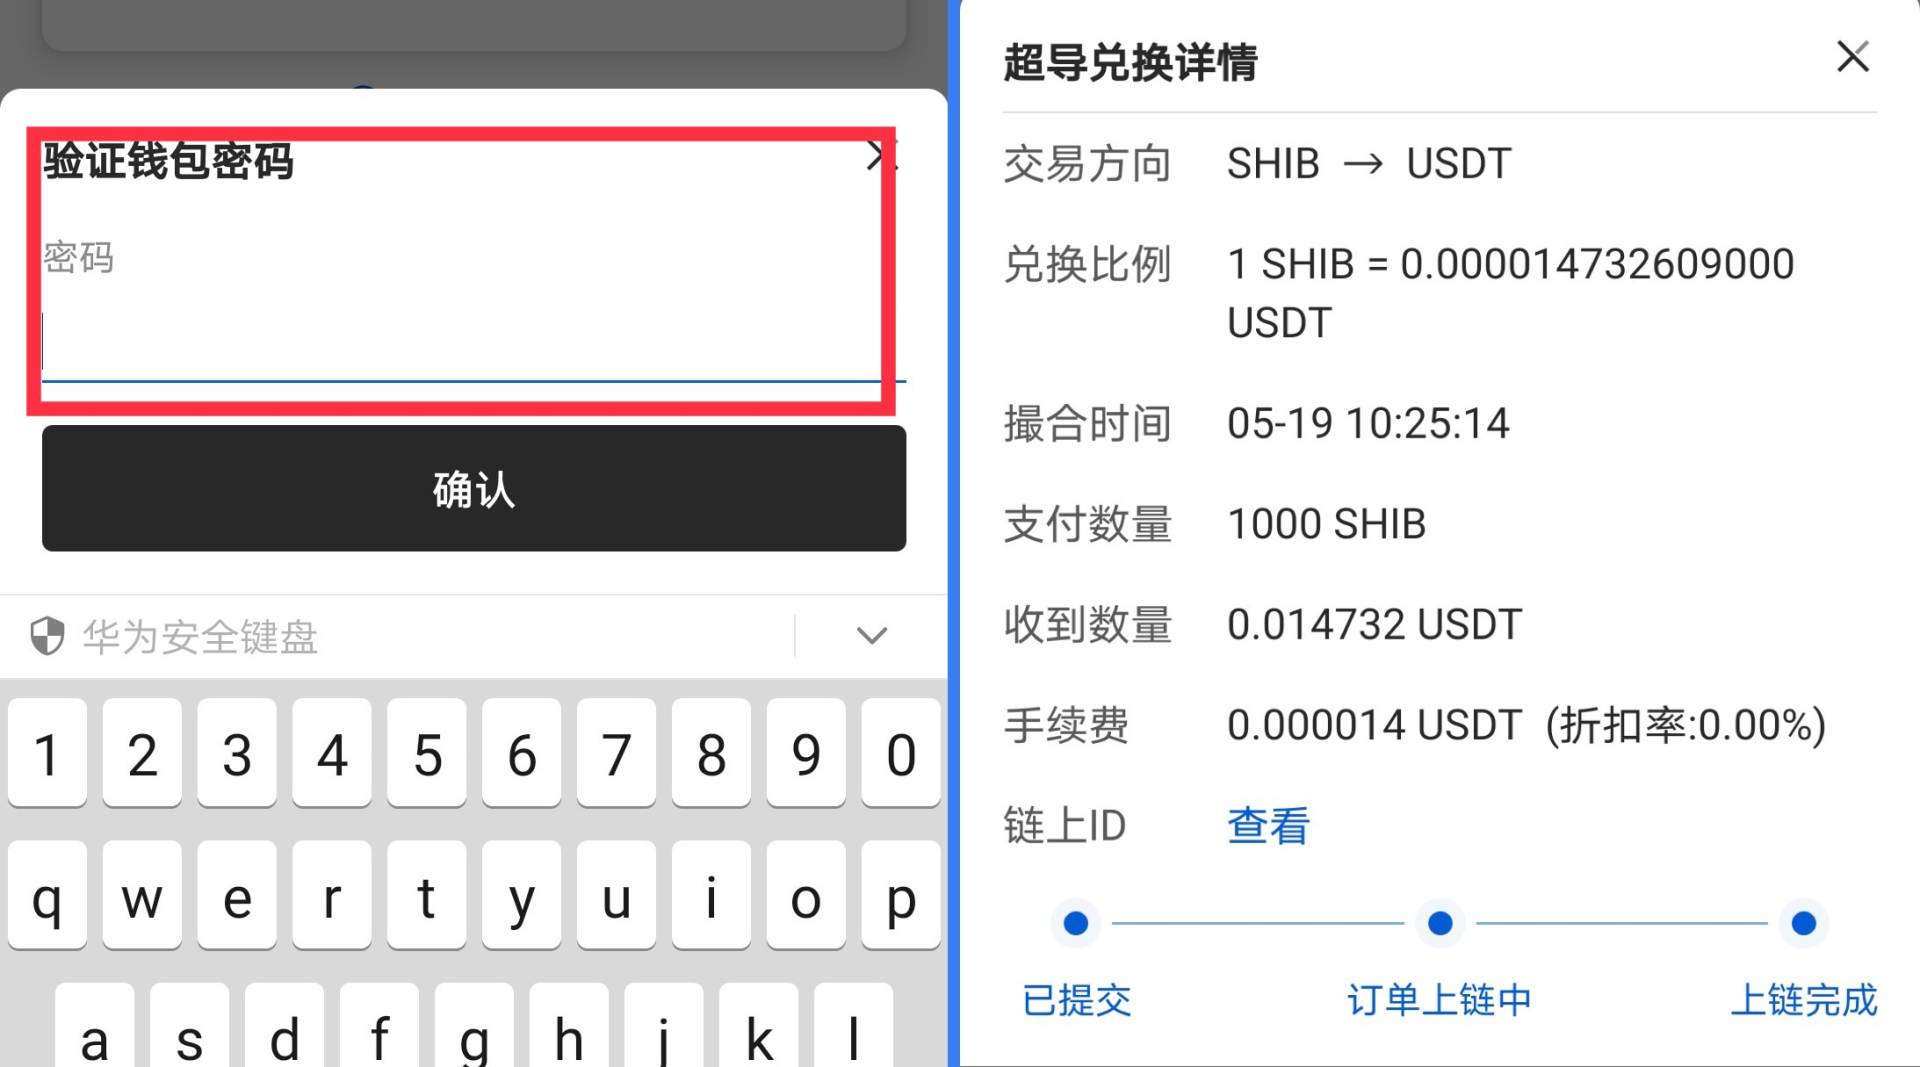 验证钱包密码
密码
确认
华为安全键盘
1 2 3 4 5 6 7 8 9 0
q w e r t y u i o p
a s d f g h j k l
超导兑换详情
交易方向 SHIB → USDT
兑换比例 1 SHIB = 0.000014732609000
USDT
撮合时间 05-19 10:25:14
支付数量 1000 SHIB
收到数量 0.014732 USDT
手续费 0.000014 USDT (折扣率:0.00%)
链上ID 查看
已提交 订单上链中 上链完成